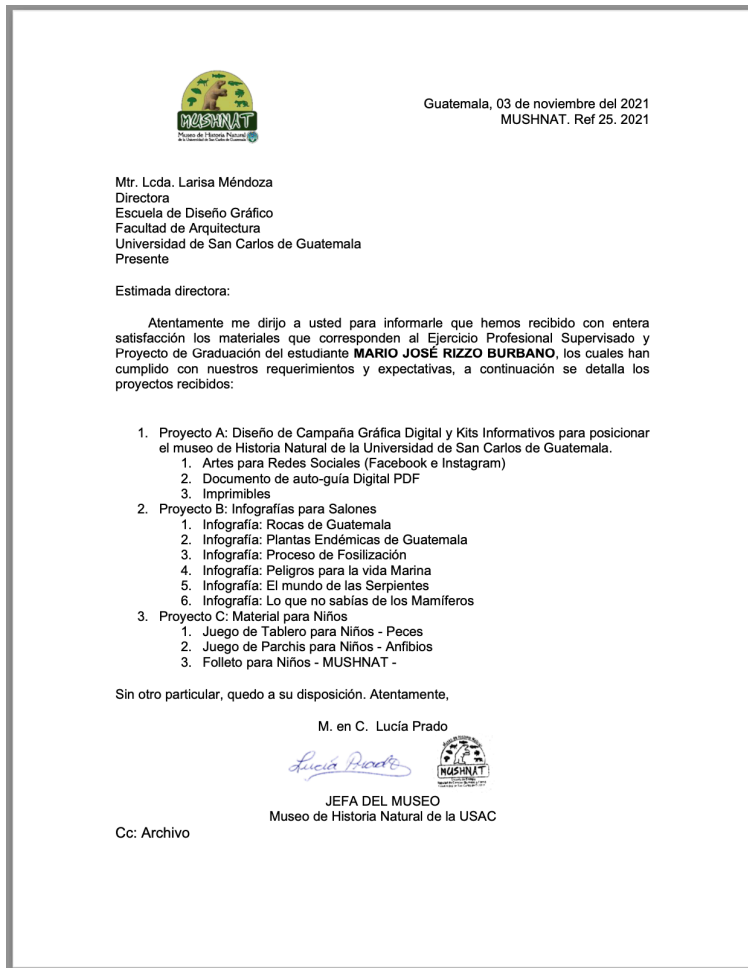 MUSHNAT
Museo de Historia Natural
de la Universidad de San Carlos de Guatemala
Guatemala, 03 de noviembre del 2021
MUSHNAT. Ref 25. 2021
Mtr. Lcda. Larisa Méndoza
Directora
Escuela de Diseño Gráfico
Facultad de Arquitectura
Universidad de San Carlos de Guatemala
Presente
Estimada directora:
Atentamente me dirijo a usted para informarle que hemos recibido con entera
satisfacción los materiales que corresponden al Ejercicio Profesional Supervisado y
Proyecto de Graduación del estudiante MARIO JOSÉ RIZZO BURBANO, los cuales han
cumplido con nuestros requerimientos y expectativas, a continuación se detalla los
proyectos recibidos:
1. Proyecto A: Diseño de Campaña Gráfica Digital y Kits Informativos para posicionar
el museo de Historia Natural de la Universidad de San Carlos de Guatemala.
1. Artes para Redes Sociales (Facebook e Instagram)
2. Documento de auto-guía Digital PDF
3. Imprimibles
2. Proyecto B: Infografías para Salones
1. Infografía: Rocas de Guatemala
2. Infografía: Plantas Endémicas de Guatemala
3. Infografía: Proceso de Fosilización
4. Infografía: Peligros para la vida Marina
5. Infografía: El mundo de las Serpientes
6. Infografía: Lo que no sabías de los Mamíferos
3. Proyecto C: Material para Niños
1. Juego de Tablero para Niños - Peces
2. Juego de Parchis para Niños - Anfibios
3. Folleto para Niños - MUSHNAT -
Sin otro particular, quedo a su disposición. Atentamente,
M. en C. Lucía Prado
Lucía Prado
MUSHNAT
JEFA DEL MUSEO
Museo de Historia Natural de la USAC
Cc: Archivo